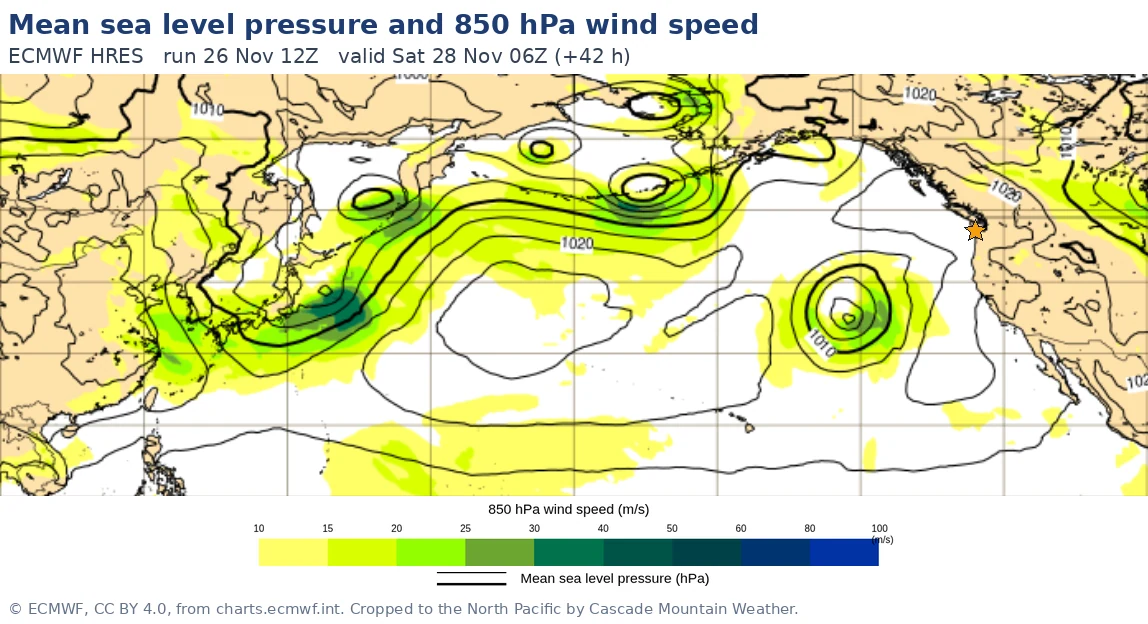 Mean sea level pressure and 850 hPa wind speed
ECMWF HRES   run 26 Nov 12Z   valid Sat 28 Nov 06Z (+42 h)
1010
1020
1010
1020
1020
1010
850 hPa wind speed (m/s)
10 15 20 25 30 40 50 60 80 100
(m/s)
Mean sea level pressure (hPa)
© ECMWF, CC BY 4.0, from charts.ecmwf.int. Cropped to the North Pacific by Cascade Mountain Weather.